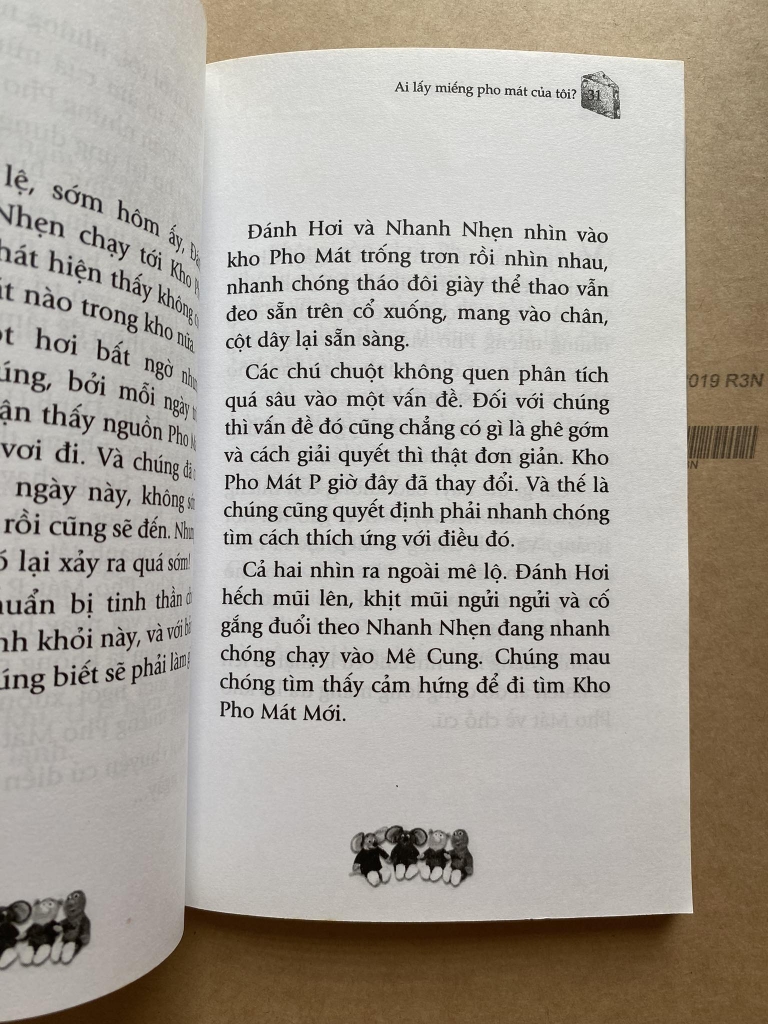 lệ, sớm hôm ấy,
Nhẹn chạy tới Kho
phát hiện thấy không
nào trong kho nữa.
hơi bất ngờ
bởi mỗi ngày
thấy nguồn Pho
vơi đi. Và chúng đã
ngày này, không
rồi cũng sẽ đến.
lại xảy ra quá sớm!
bị tinh thần
khỏi này, và với
biết sẽ phải làm
Ai lấy miếng pho mát của tôi? 31
Đánh Hơi và Nhanh Nhẹn nhìn vào
kho Pho Mát trống trơn rồi nhìn nhau,
nhanh chóng tháo đôi giày thể thao vẫn
đeo sẵn trên cổ xuống, mang vào chân,
cột dây lại sẵn sàng.
Các chú chuột không quen phân tích
quá sâu vào một vấn đề. Đối với chúng
thì vấn đề đó cũng chẳng có gì là ghê gớm
và cách giải quyết thì thật đơn giản. Kho
Pho Mát P giờ đây đã thay đổi. Và thế là
chúng cũng quyết định phải nhanh chóng
tìm cách thích ứng với điều đó.
Cả hai nhìn ra ngoài mê lộ. Đánh Hơi
hếch mũi lên, khịt mũi ngửi ngửi và cố
gắng đuổi theo Nhanh Nhẹn đang nhanh
chóng chạy vào Mê Cung. Chúng mau
chóng tìm thấy cảm hứng để đi tìm Kho
Pho Mát Mới.
019 R3N